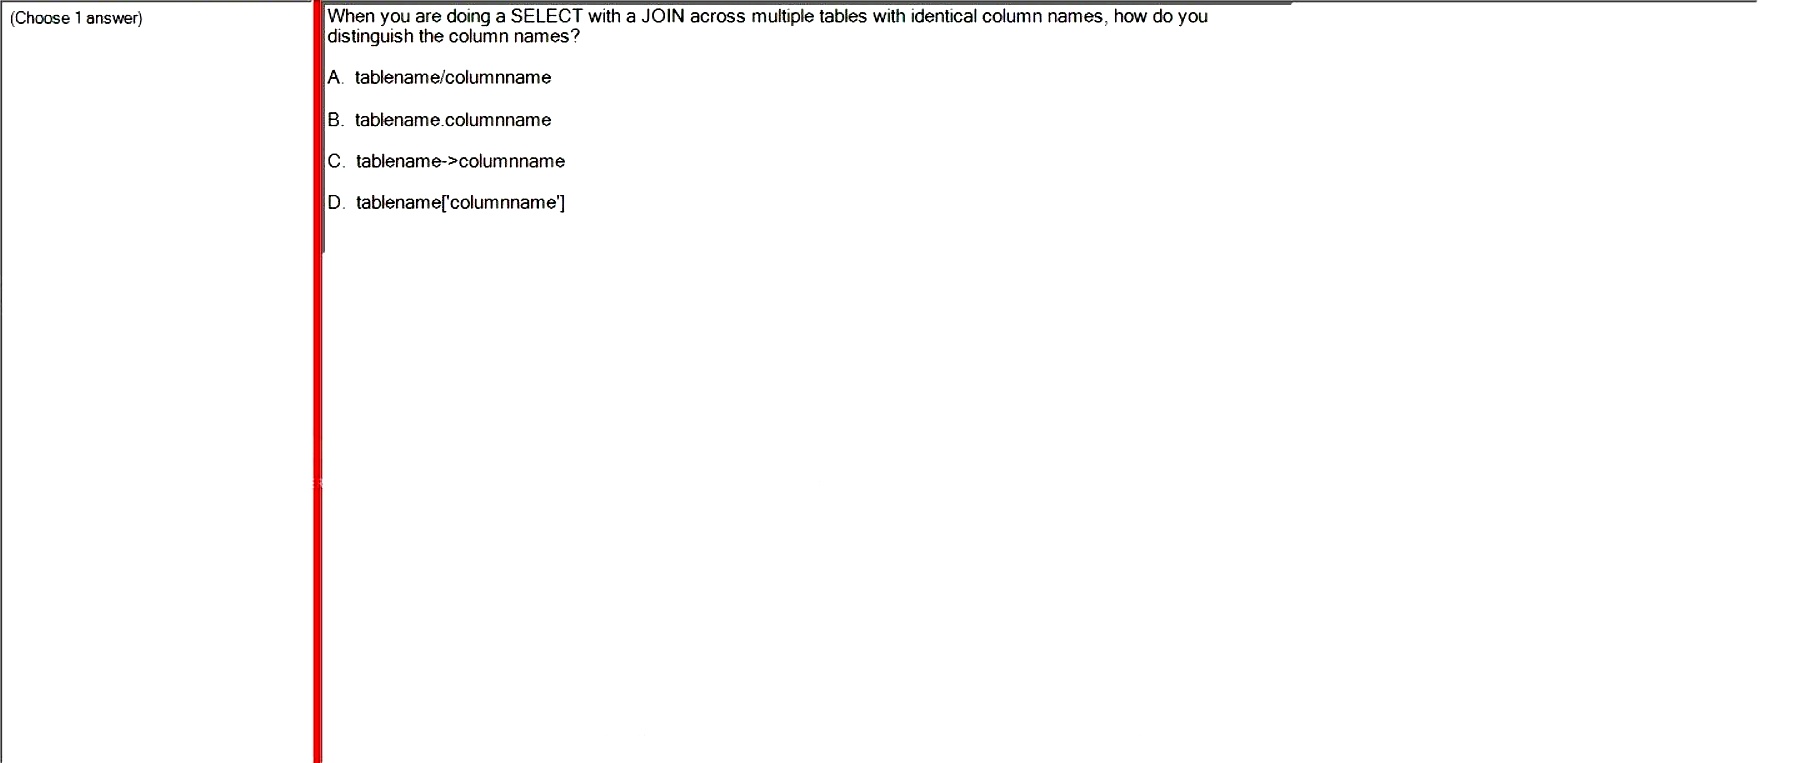 (Choose 1 answer)
When you are doing a SELECT with a JOIN across multiple tables with identical column names, how do you
distinguish the column names?
A. tablename/columnname
B. tablename.columnname
C. tablename->columnname
D. tablename['columnname']